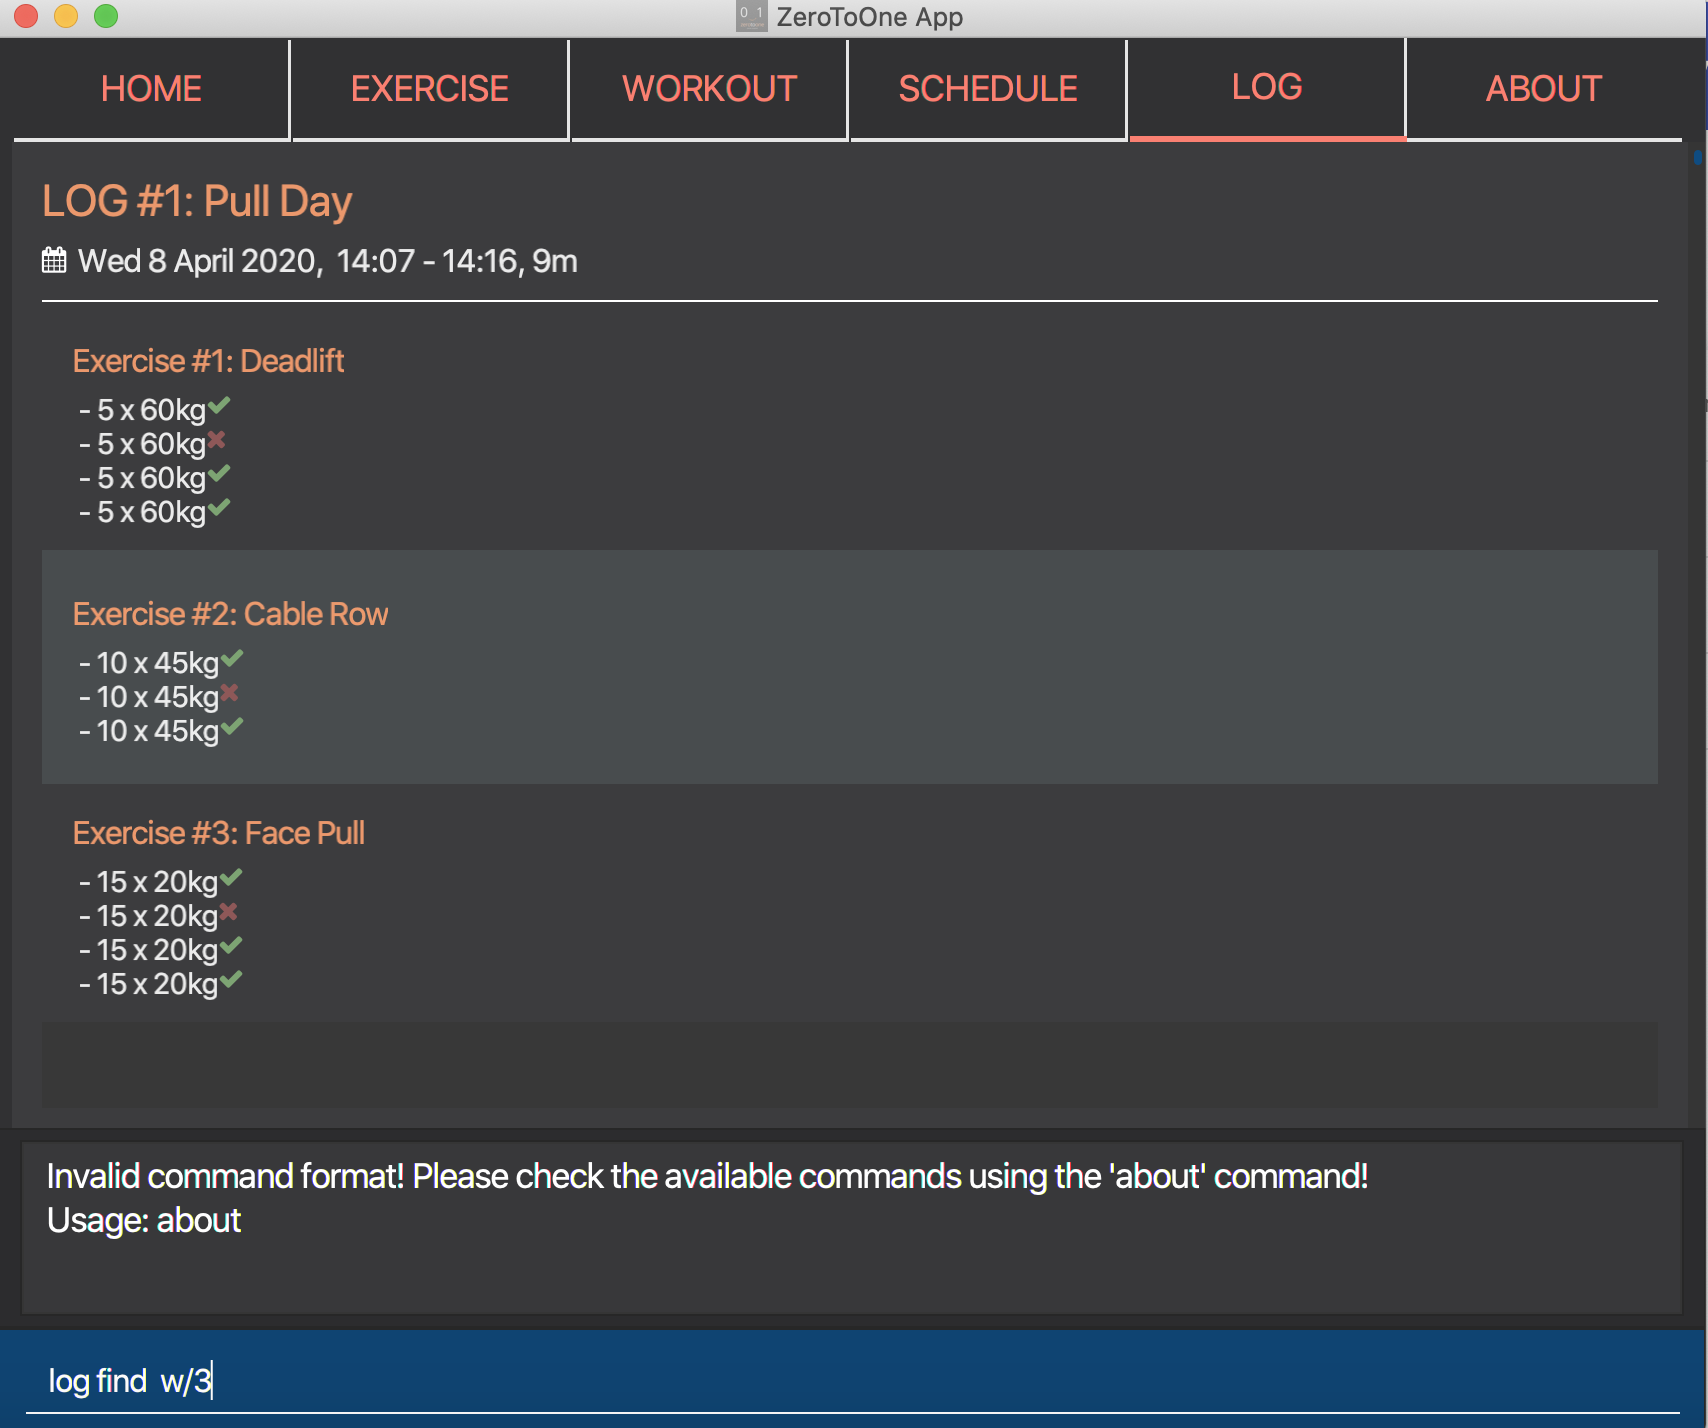 0_1 ZeroToOne App
HOME EXERCISE WORKOUT SCHEDULE LOG ABOUT
LOG #1: Pull Day
Wed 8 April 2020, 14:07 - 14:16, 9m
Exercise #1: Deadlift
- 5 x 60kg
- 5 x 60kg
- 5 x 60kg
- 5 x 60kg
Exercise #2: Cable Row
- 10 x 45kg
- 10 x 45kg
- 10 x 45kg
Exercise #3: Face Pull
- 15 x 20kg
- 15 x 20kg
- 15 x 20kg
- 15 x 20kg
Invalid command format! Please check the available commands using the 'about' command!
Usage: about
log find  w/3